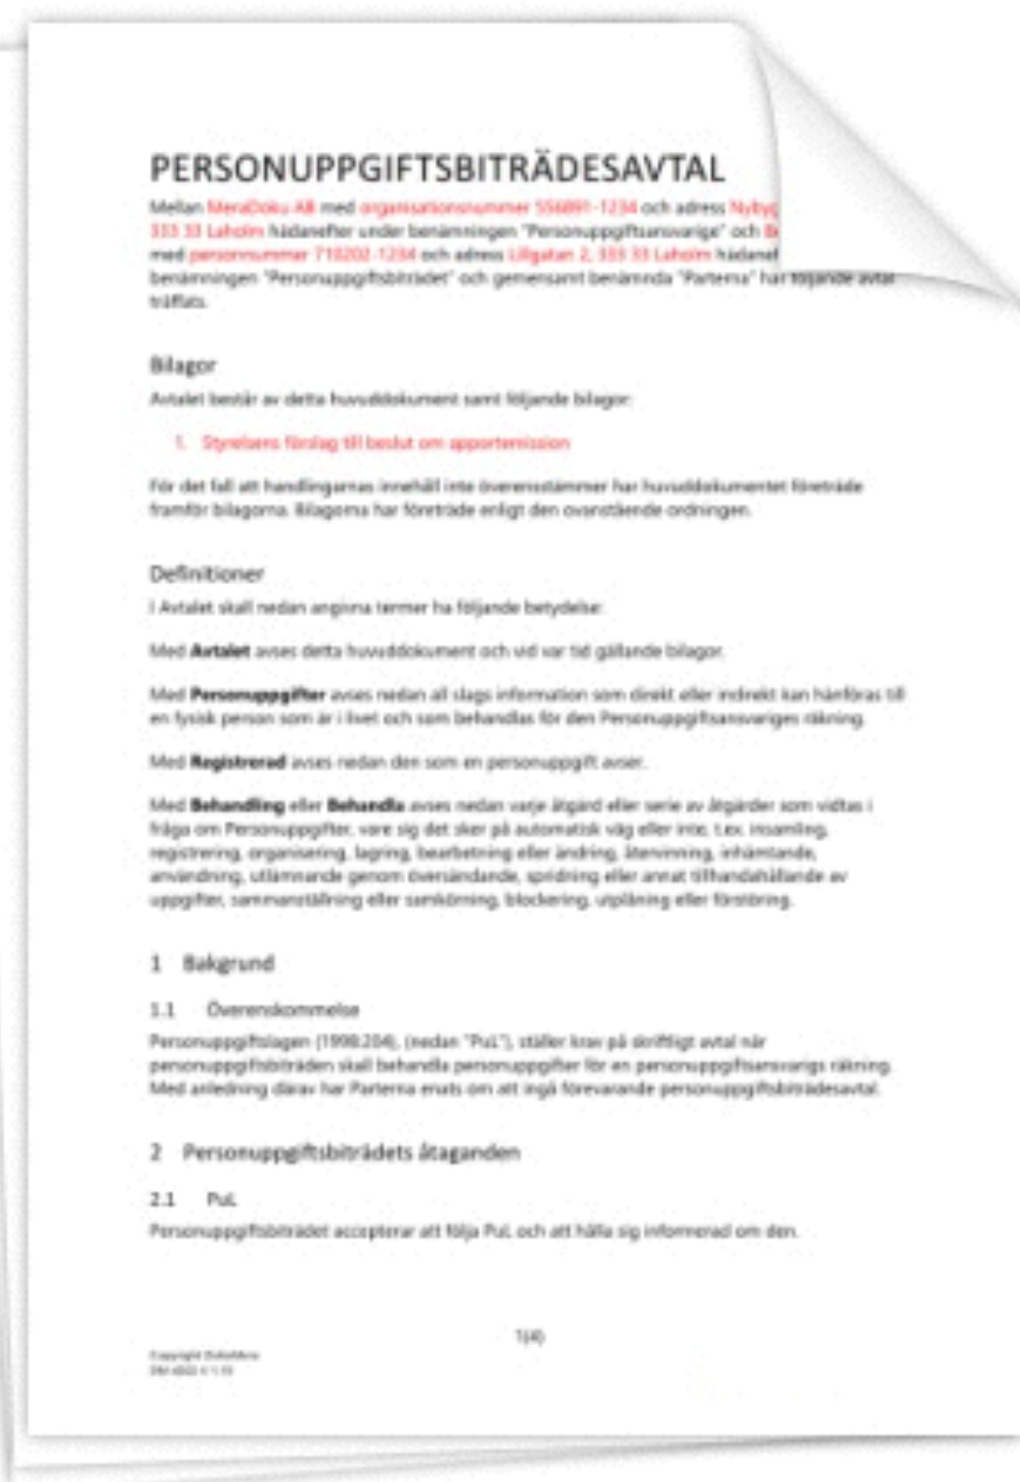 PERSONUPPGIFTSBITRÄDESAVTAL
Mellan MeraDoku AB med organisationsnummer 556891-1234 och adress
333 33 Laholm hädanefter under benämningen "Personuppgiftsansvarige" och
med personnummer 710202-1234 och adress Lillgatan 2, 333 33 Laholm
benämningen "Personuppgiftsbiträdet" och gemensamt benämnda "Parterna" har följande avtal
träffats.
Bilagor
Avtalet består av detta huvuddokument samt följande bilagor:
1. Styrelsens förslag till beslut om apportemission
För det fall att handlingarnas innehåll inte överensstämmer har huvuddokumentet företräde
framför bilagorna. Bilagorna har företräde enligt den ovanstående ordningen.
Definitioner
I Avtalet skall nedan angivna termer ha följande betydelse:
Med Avtalet avses detta huvuddokument och vid var tid gällande bilagor.
Med Personuppgifter avses nedan all slags information som direkt eller indirekt kan hänföras till
en fysisk person som är i livet och som behandlas för den Personuppgiftsansvariges räkning.
Med Registrerad avses nedan den som en personuppgift avser.
Med Behandling eller Behandla avses nedan varje åtgärd eller serie av åtgärder som vidtas i
fråga om Personuppgifter, vare sig det sker på automatisk väg eller inte, t.ex. insamling,
registrering, organisering, lagring, bearbetning eller ändring, återvinning, inhämtande,
användning, utlämnande genom översändande, spridning eller annat tillhandahållande av
uppgifter, sammanställning eller samkörning, blockering, utplåning eller förstöring.
1 Bakgrund
1.1 Överenskommelse
Personuppgiftslagen (1998:204), (nedan "PuL"), ställer krav på skriftligt avtal när
personuppgiftsbiträden skall behandla personuppgifter för en personuppgiftsansvarigs räkning.
Med anledning därav har Parterna enats om att ingå förevarande personuppgiftsbiträdesavtal.
2 Personuppgiftsbiträdets åtaganden
2.1 PuL
Personuppgiftsbiträdet accepterar att följa PuL och att hålla sig informerad om den.
1(4)
Copyright DokuMera